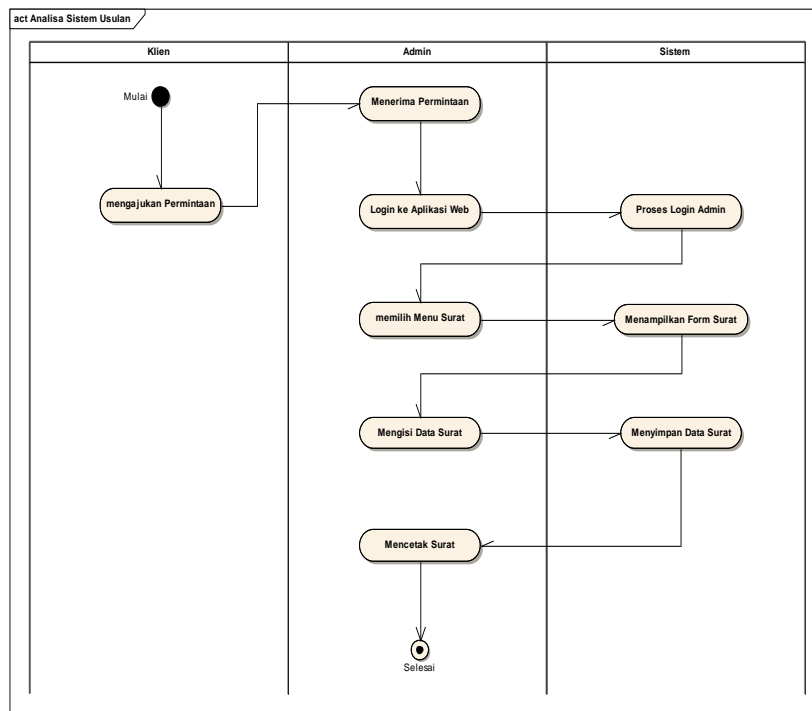 act Analisa Sistem Usulan
Klien
Admin
Sistem
Mulai
Menerima Permintaan
mengajukan Permintaan
Login ke Aplikasi Web
Proses Login Admin
memilih Menu Surat
Menampilkan Form Surat
Mengisi Data Surat
Menyimpan Data Surat
Mencetak Surat
Selesai